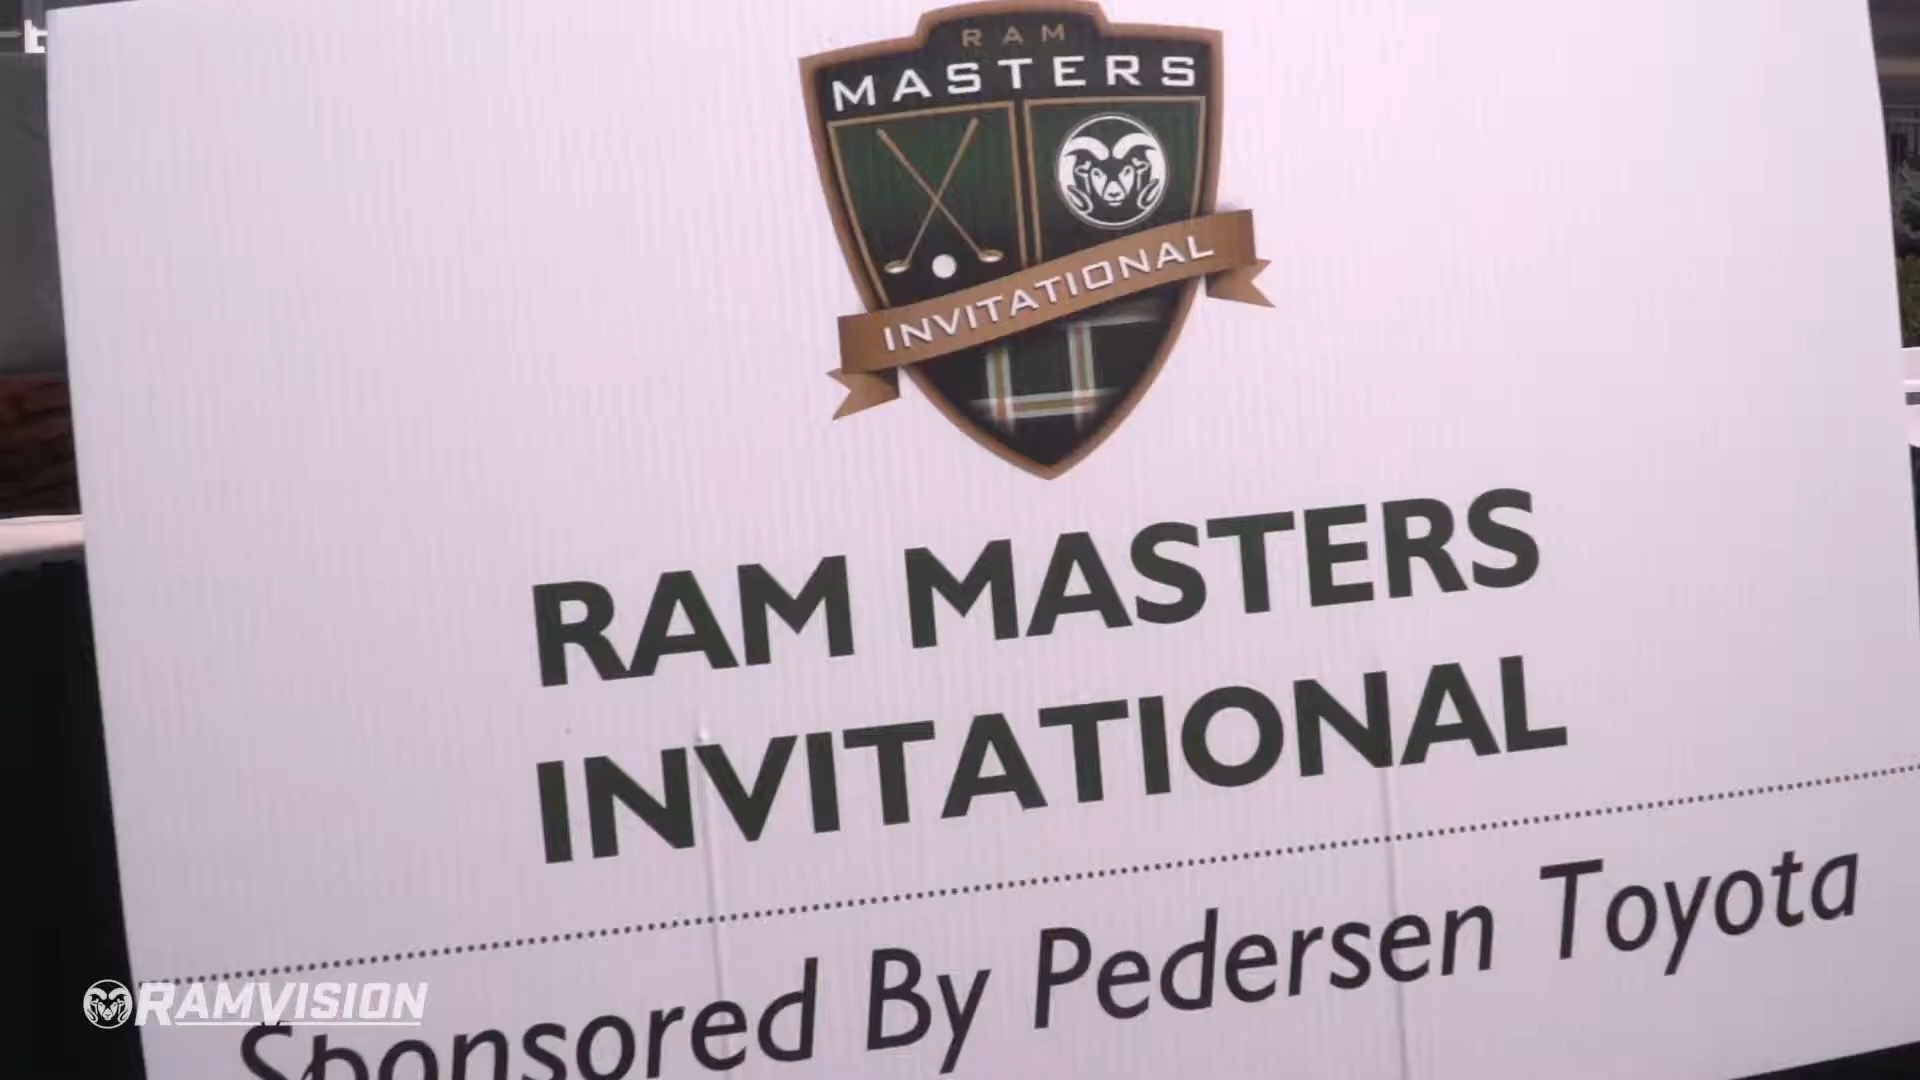 RAM
MASTERS
INVITATIONAL
RAM MASTERS
INVITATIONAL
Sponsored By Pedersen Toyota
RAMVISION